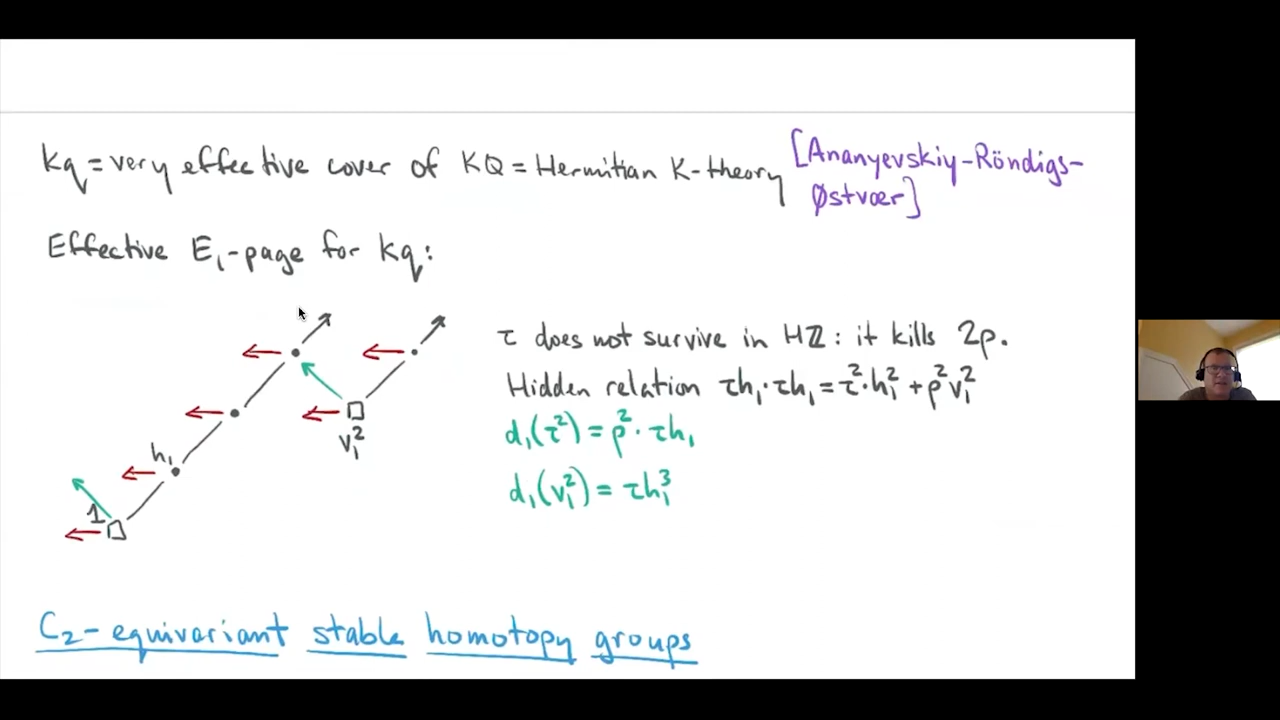 kq = very effective cover of KQ = Hermitian K-theory [Ananyevskiy-Röndigs-
Østvær]
Effective E₁-page for kq:
τ does not survive in Hℤ: it kills 2ρ.
Hidden relation τh₁·τh₁ = τ²·h₁² + ρ²v₁²
d₁(τ²) = ρ²·τh₁
d₁(v₁²) = τh₁³
v₁²
h₁
1
C₂-equivariant stable homotopy groups